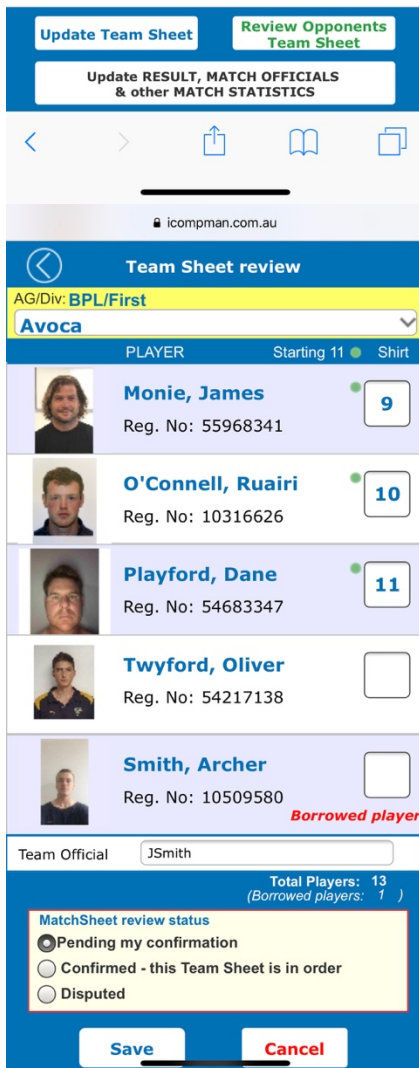 Update Team Sheet
Review Opponents
Team Sheet
Update RESULT, MATCH OFFICIALS
& other MATCH STATISTICS
icompman.com.au
Team Sheet review
AG/Div: BPL/First
Avoca
PLAYER Starting 11 Shirt
Monie, James
9
Reg. No: 55968341
O'Connell, Ruairi
10
Reg. No: 10316626
Playford, Dane
11
Reg. No: 54683347
Twyford, Oliver
Reg. No: 54217138
Smith, Archer
Reg. No: 10509580
Borrowed player
Team Official JSmith
Total Players: 13
(Borrowed players: 1 )
MatchSheet review status
Pending my confirmation
Confirmed - this Team Sheet is in order
Disputed
Save Cancel